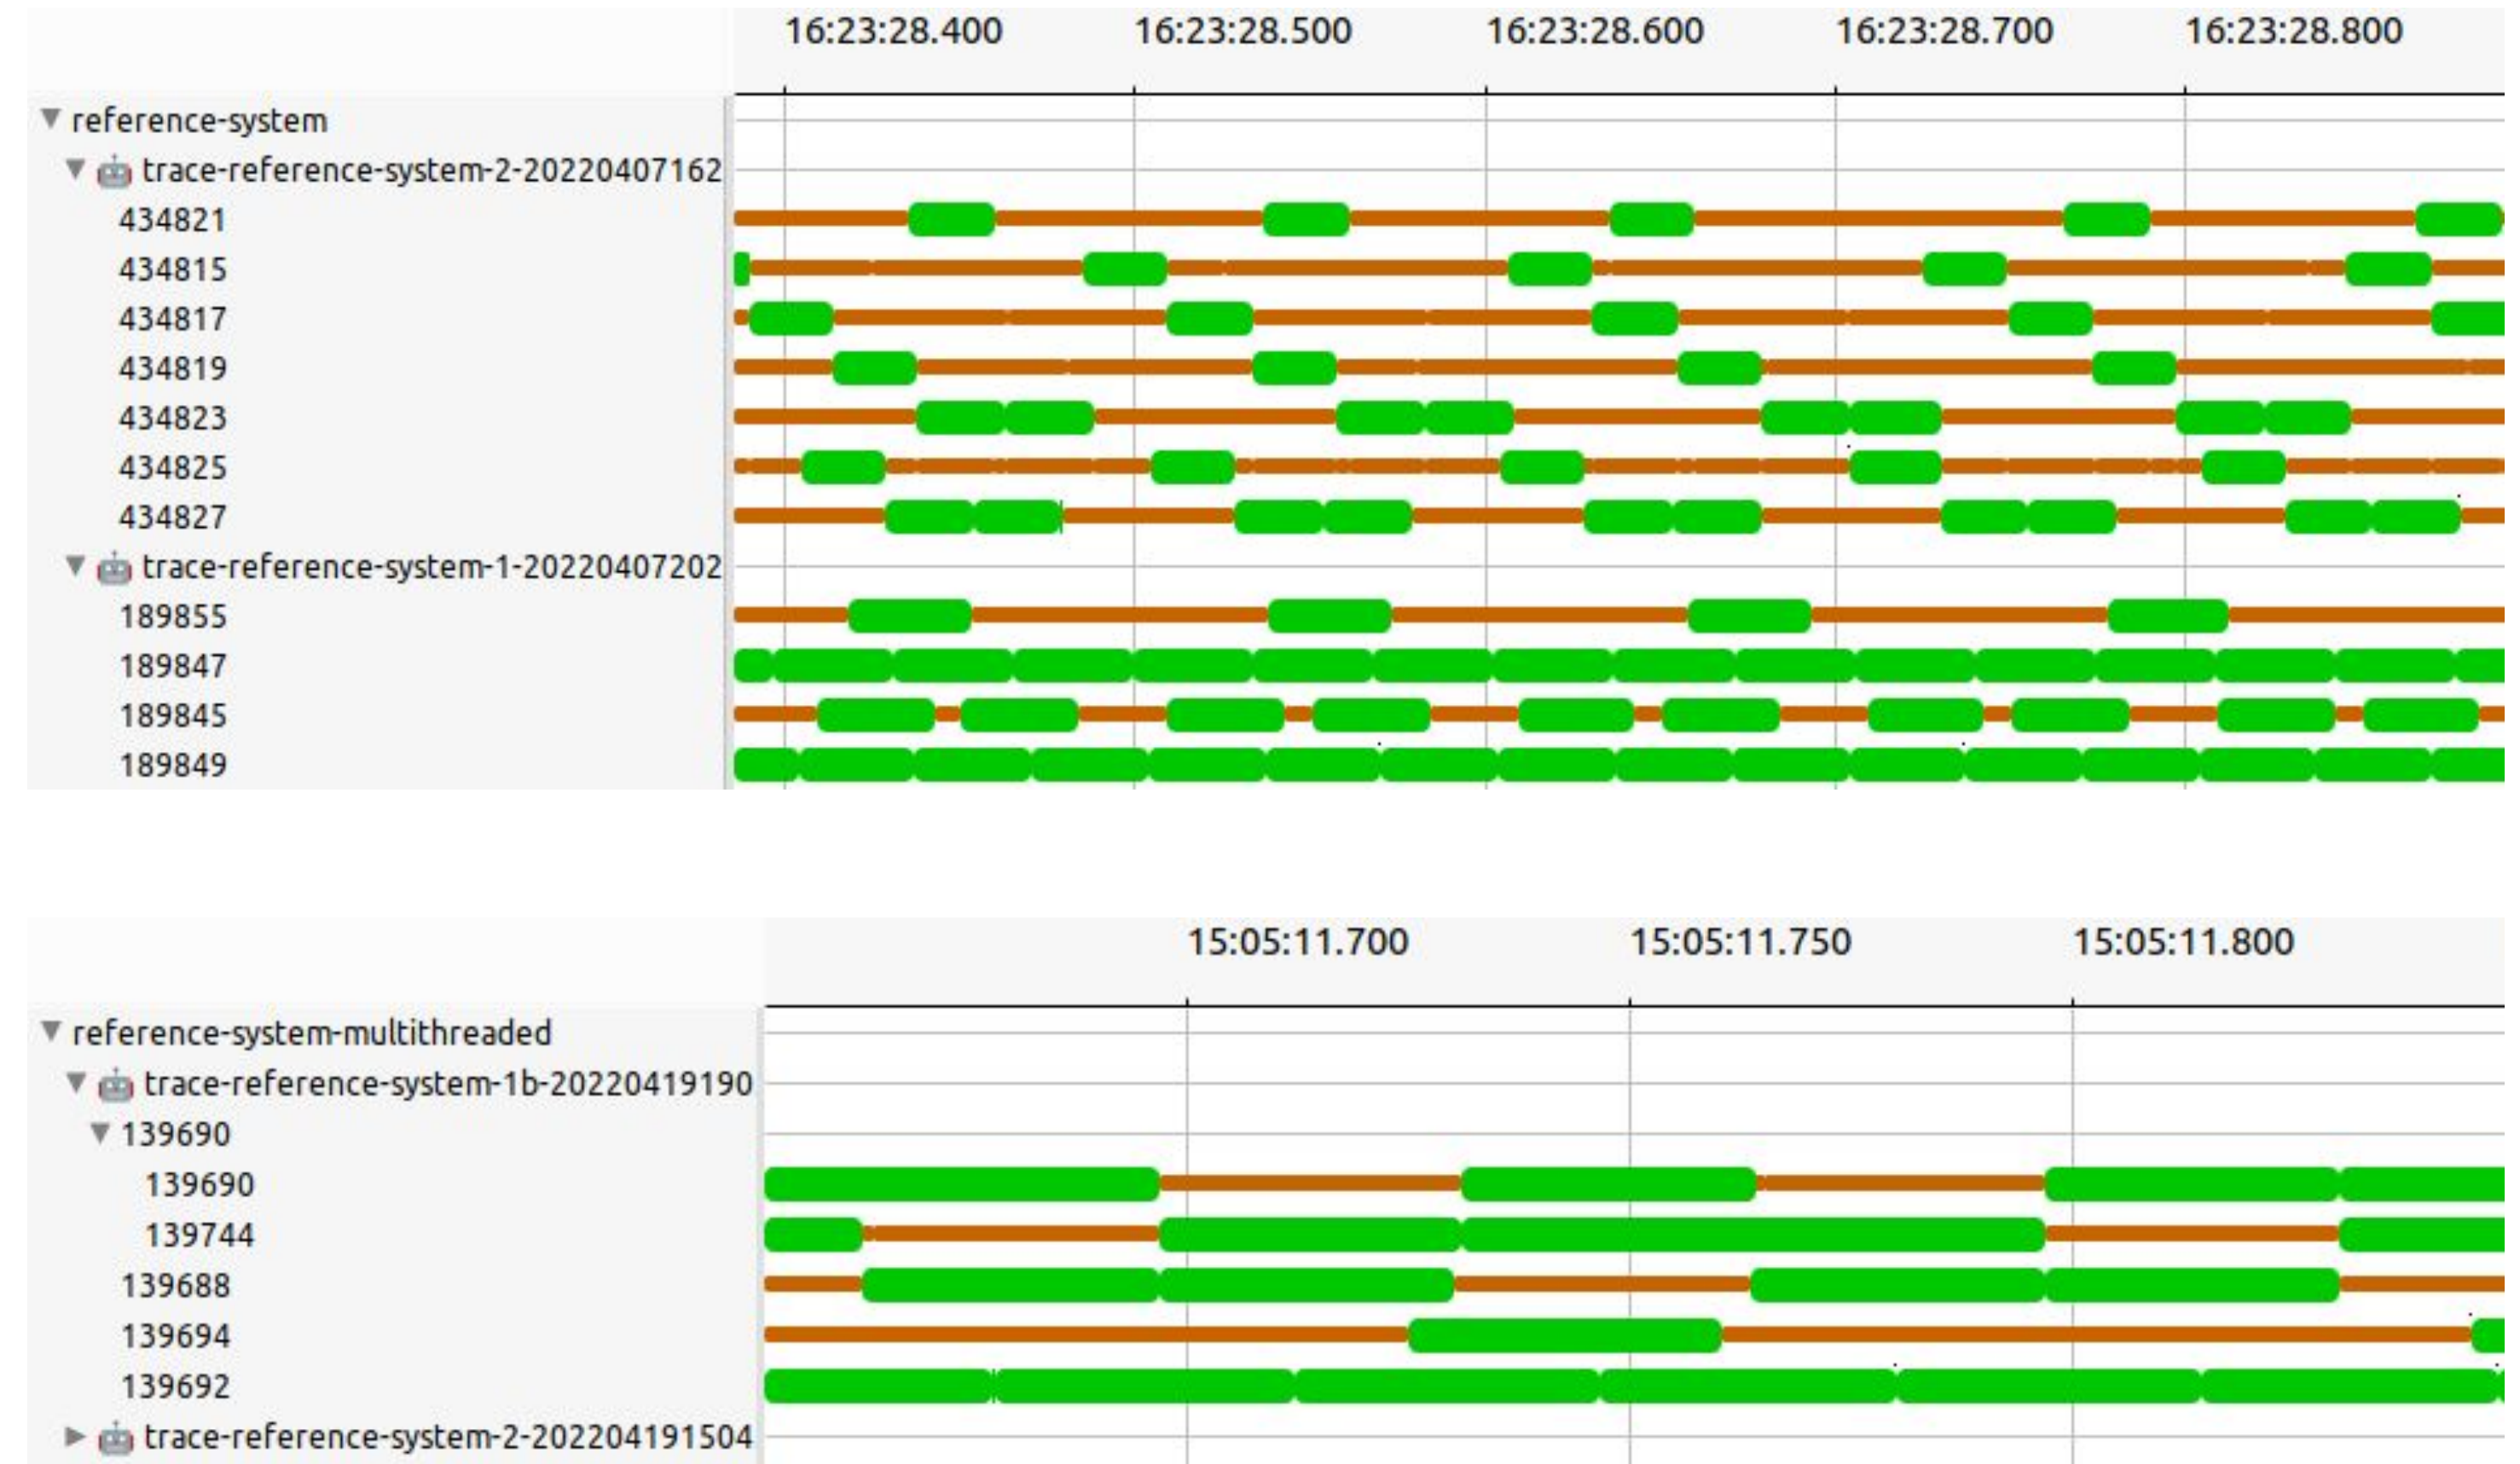 16:23:28.400 16:23:28.500 16:23:28.600 16:23:28.700 16:23:28.800
reference-system
trace-reference-system-2-20220407162
434821
434815
434817
434819
434823
434825
434827
trace-reference-system-1-20220407202
189855
189847
189845
189849
15:05:11.700 15:05:11.750 15:05:11.800
reference-system-multithreaded
trace-reference-system-1b-20220419190
139690
139690
139744
139688
139694
139692
trace-reference-system-2-202204191504